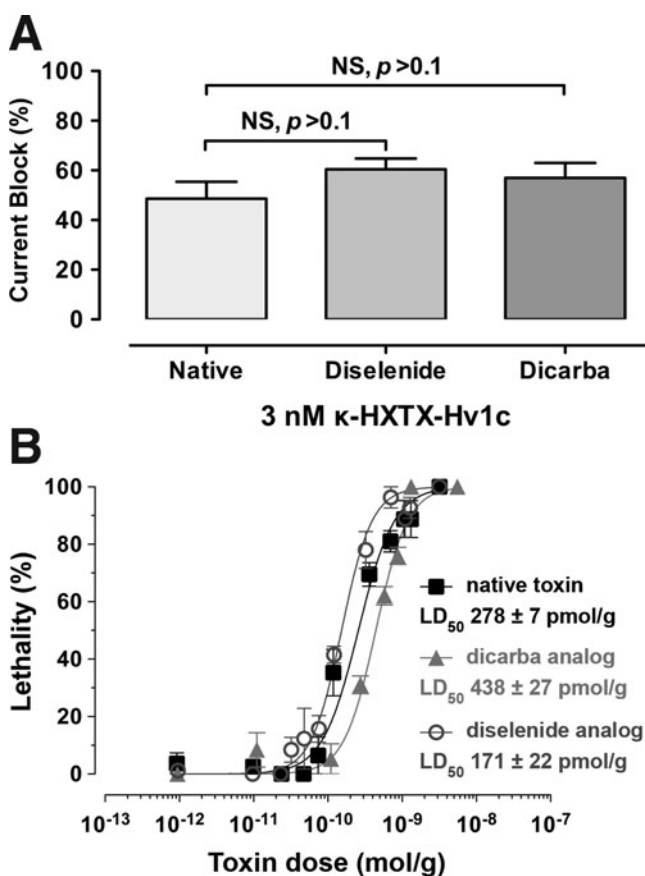 A
Current Block (%)
100
80
60
40
20
0
NS, p >0.1
NS, p >0.1
Native Diselenide Dicarba
3 nM κ-HXTX-Hv1c
B
Lethality (%)
100
80
60
40
20
0
native toxin
LD50 278 ± 7 pmol/g
dicarba analog
LD50 438 ± 27 pmol/g
diselenide analog
LD50 171 ± 22 pmol/g
10-13 10-12 10-11 10-10 10-9 10-8 10-7
Toxin dose (mol/g)